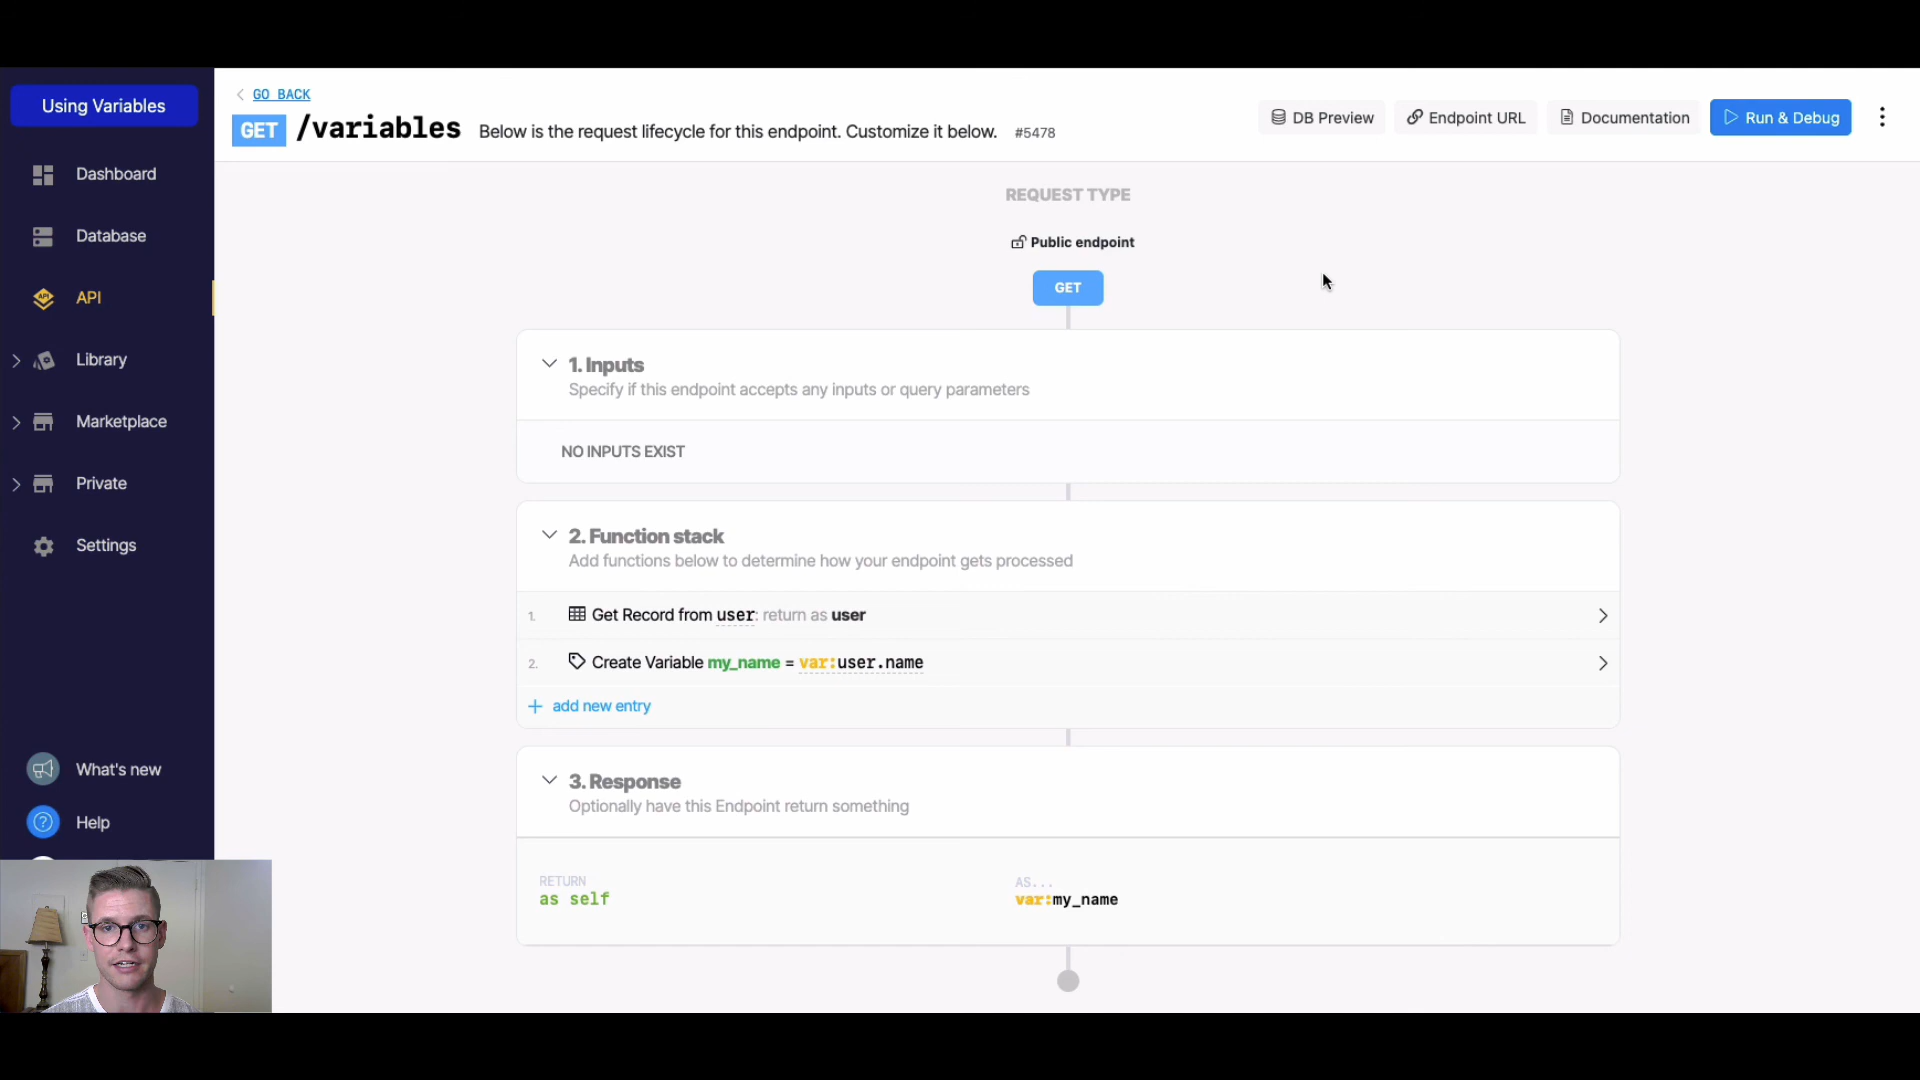 Using Variables
Dashboard
Database
API
Library
Marketplace
Private
Settings
What's new
Help
GO BACK
GET /variables Below is the request lifecycle for this endpoint. Customize it below. #5478
DB Preview Endpoint URL Documentation Run & Debug
REQUEST TYPE
Public endpoint
GET
1. Inputs
Specify if this endpoint accepts any inputs or query parameters
NO INPUTS EXIST
2. Function stack
Add functions below to determine how your endpoint gets processed
1. Get Record from user: return as user
2. Create Variable my_name = var:user.name
+ add new entry
3. Response
Optionally have this Endpoint return something
RETURN AS...
as self var:my_name